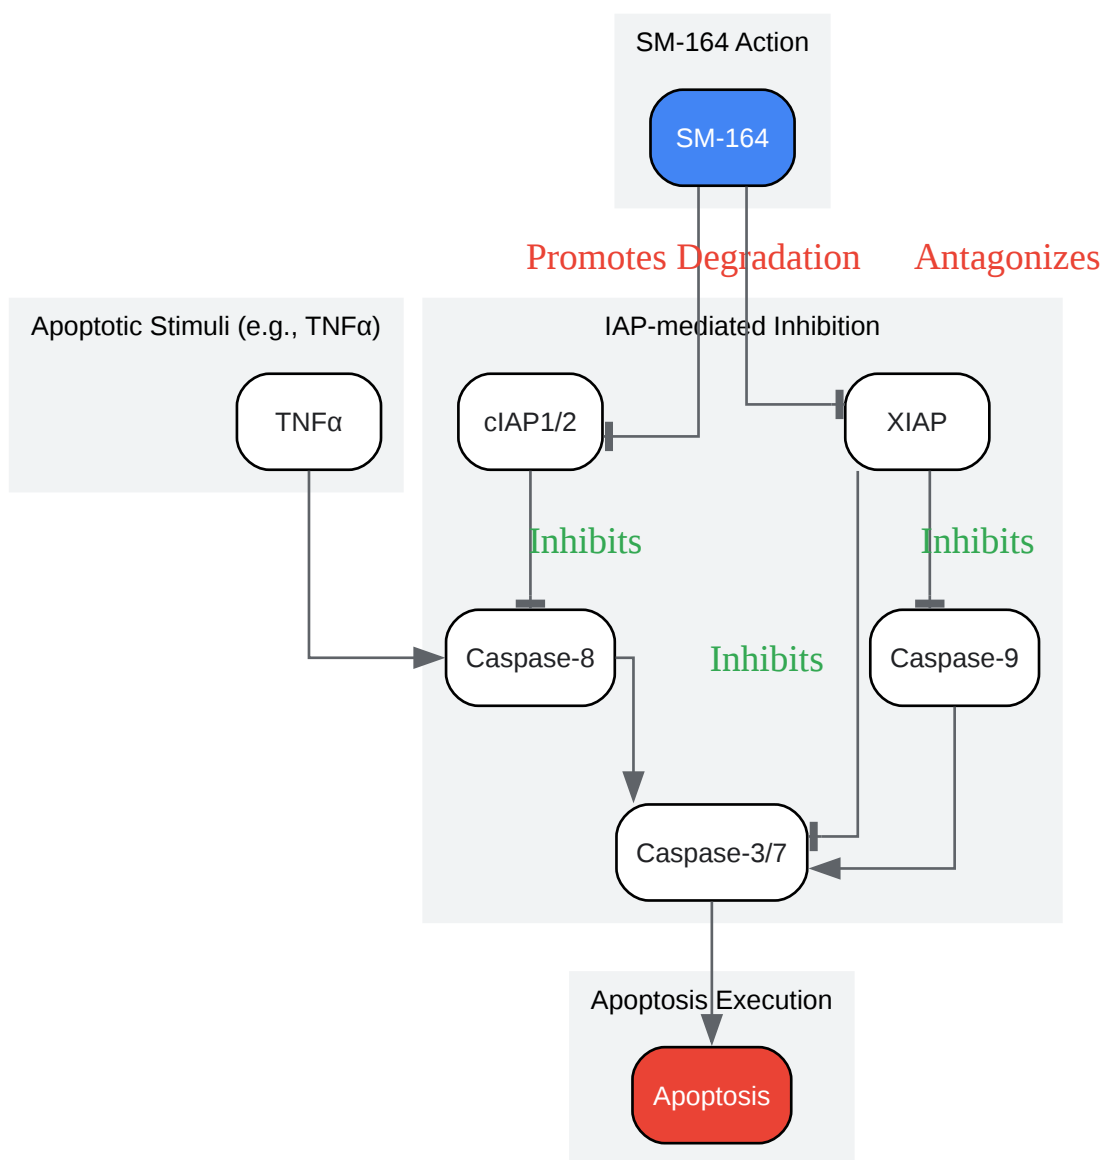 SM-164 Action
SM-164
Promotes Degradation
Antagonizes
Apoptotic Stimuli (e.g., TNFα)
IAP-mediated Inhibition
TNFα
cIAP1/2
XIAP
Inhibits
Inhibits
Caspase-8
Inhibits
Caspase-9
Caspase-3/7
Apoptosis Execution
Apoptosis